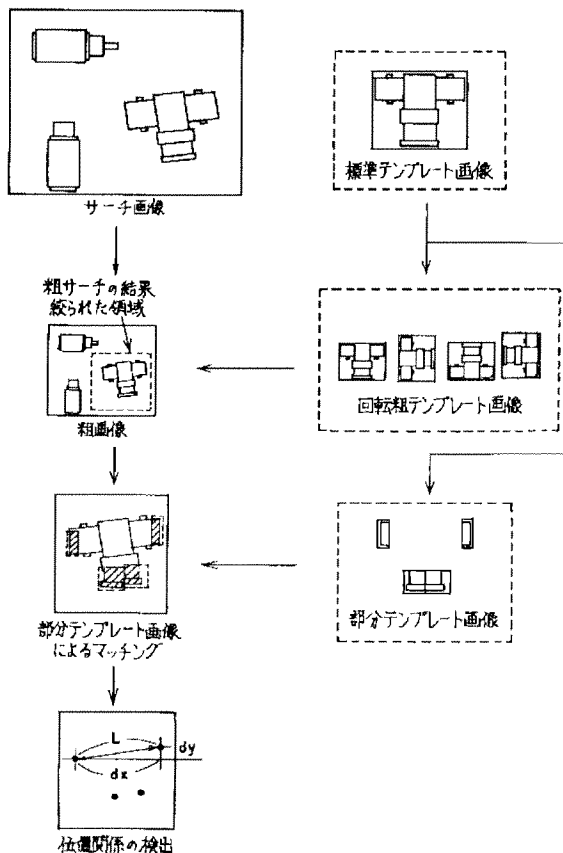 サーチ画像
標準テンプレート画像
粗サーチの結果
絞られた領域
粗画像
回転粗テンプレート画像
部分テンプレート画像
によるマッチング
部分テンプレート画像
L
dy
dx
位置関係の検出